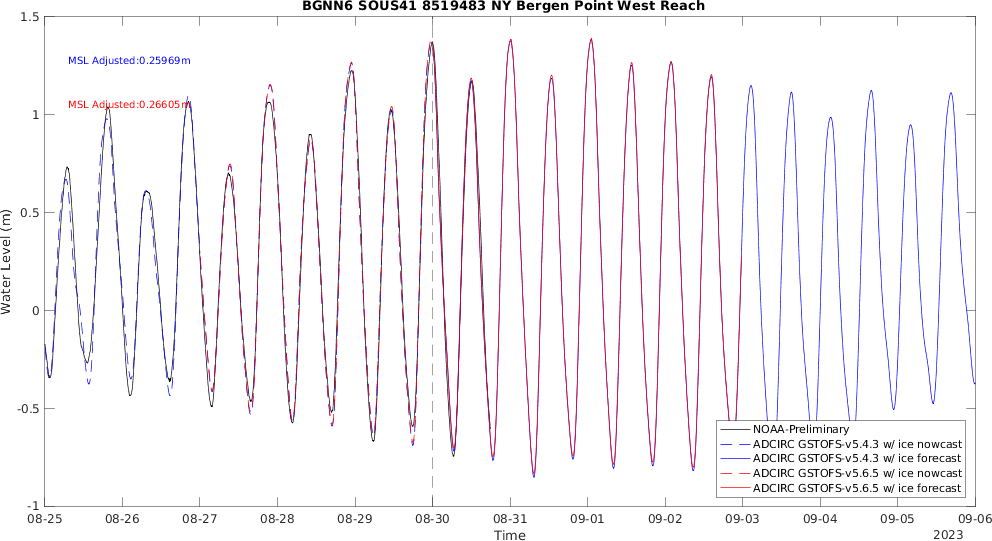 BGNN6 SOUS41 8519483 NY Bergen Point West Reach
1.5
MSL Adjusted:0.25969m
MSL Adjusted:0.26605m
1
0.5
Water Level (m)
0
-0.5
NOAA-Preliminary
ADCIRC GSTOFS-v5.4.3 w/ ice nowcast
ADCIRC GSTOFS-v5.4.3 w/ ice forecast
ADCIRC GSTOFS-v5.6.5 w/ ice nowcast
ADCIRC GSTOFS-v5.6.5 w/ ice forecast
-1
08-25 08-26 08-27 08-28 08-29 08-30 08-31 09-01 09-02 09-03 09-04 09-05 09-06
Time
2023